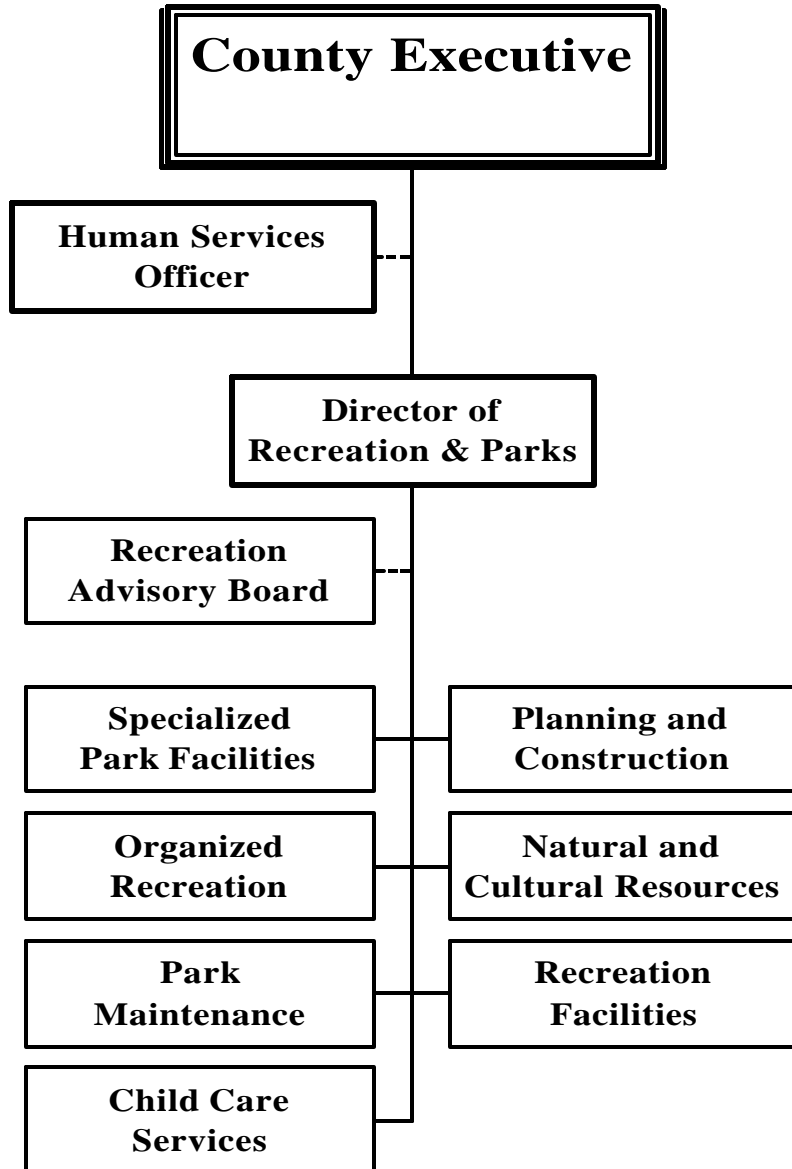 County Executive
Human Services
Officer
Director of
Recreation & Parks
Recreation
Advisory Board
Specialized
Park Facilities
Planning and
Construction
Organized
Recreation
Natural and
Cultural Resources
Park
Maintenance
Recreation
Facilities
Child Care
Services